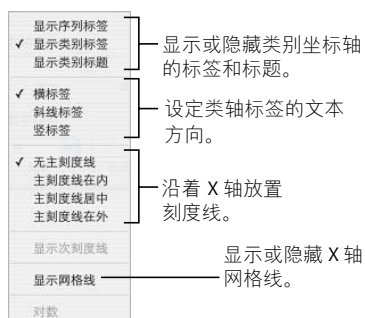 显示序列标签
✓ 显示类别标签
显示类别标题
显示或隐藏类别坐标轴
的标签和标题。
✓ 横标签
斜线标签
竖标签
设定类轴标签的文本
方向。
✓ 无主刻度线
主刻度线在内
主刻度线居中
主刻度线在外
沿着 X 轴放置
刻度线。
显示次刻度线
显示网格线
显示或隐藏 X 轴
网格线。
对数